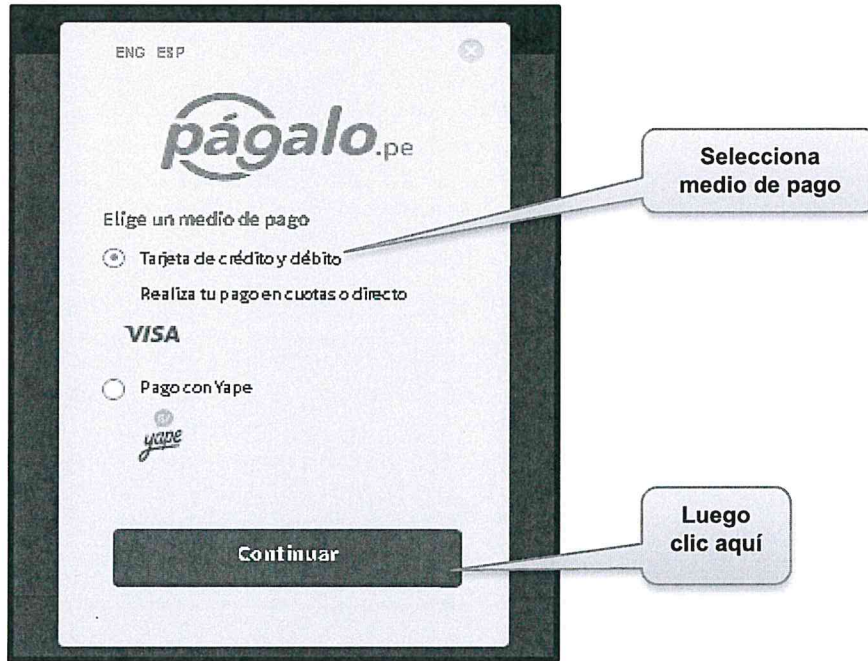 ENG ESP
págalo.pe
Selecciona
medio de pago
Elige un medio de pago
Tarjeta de crédito y débito
Realiza tu pago en cuotas o directo
VISA
Pago con Yape
S/
yape
Luego
clic aquí
Continuar